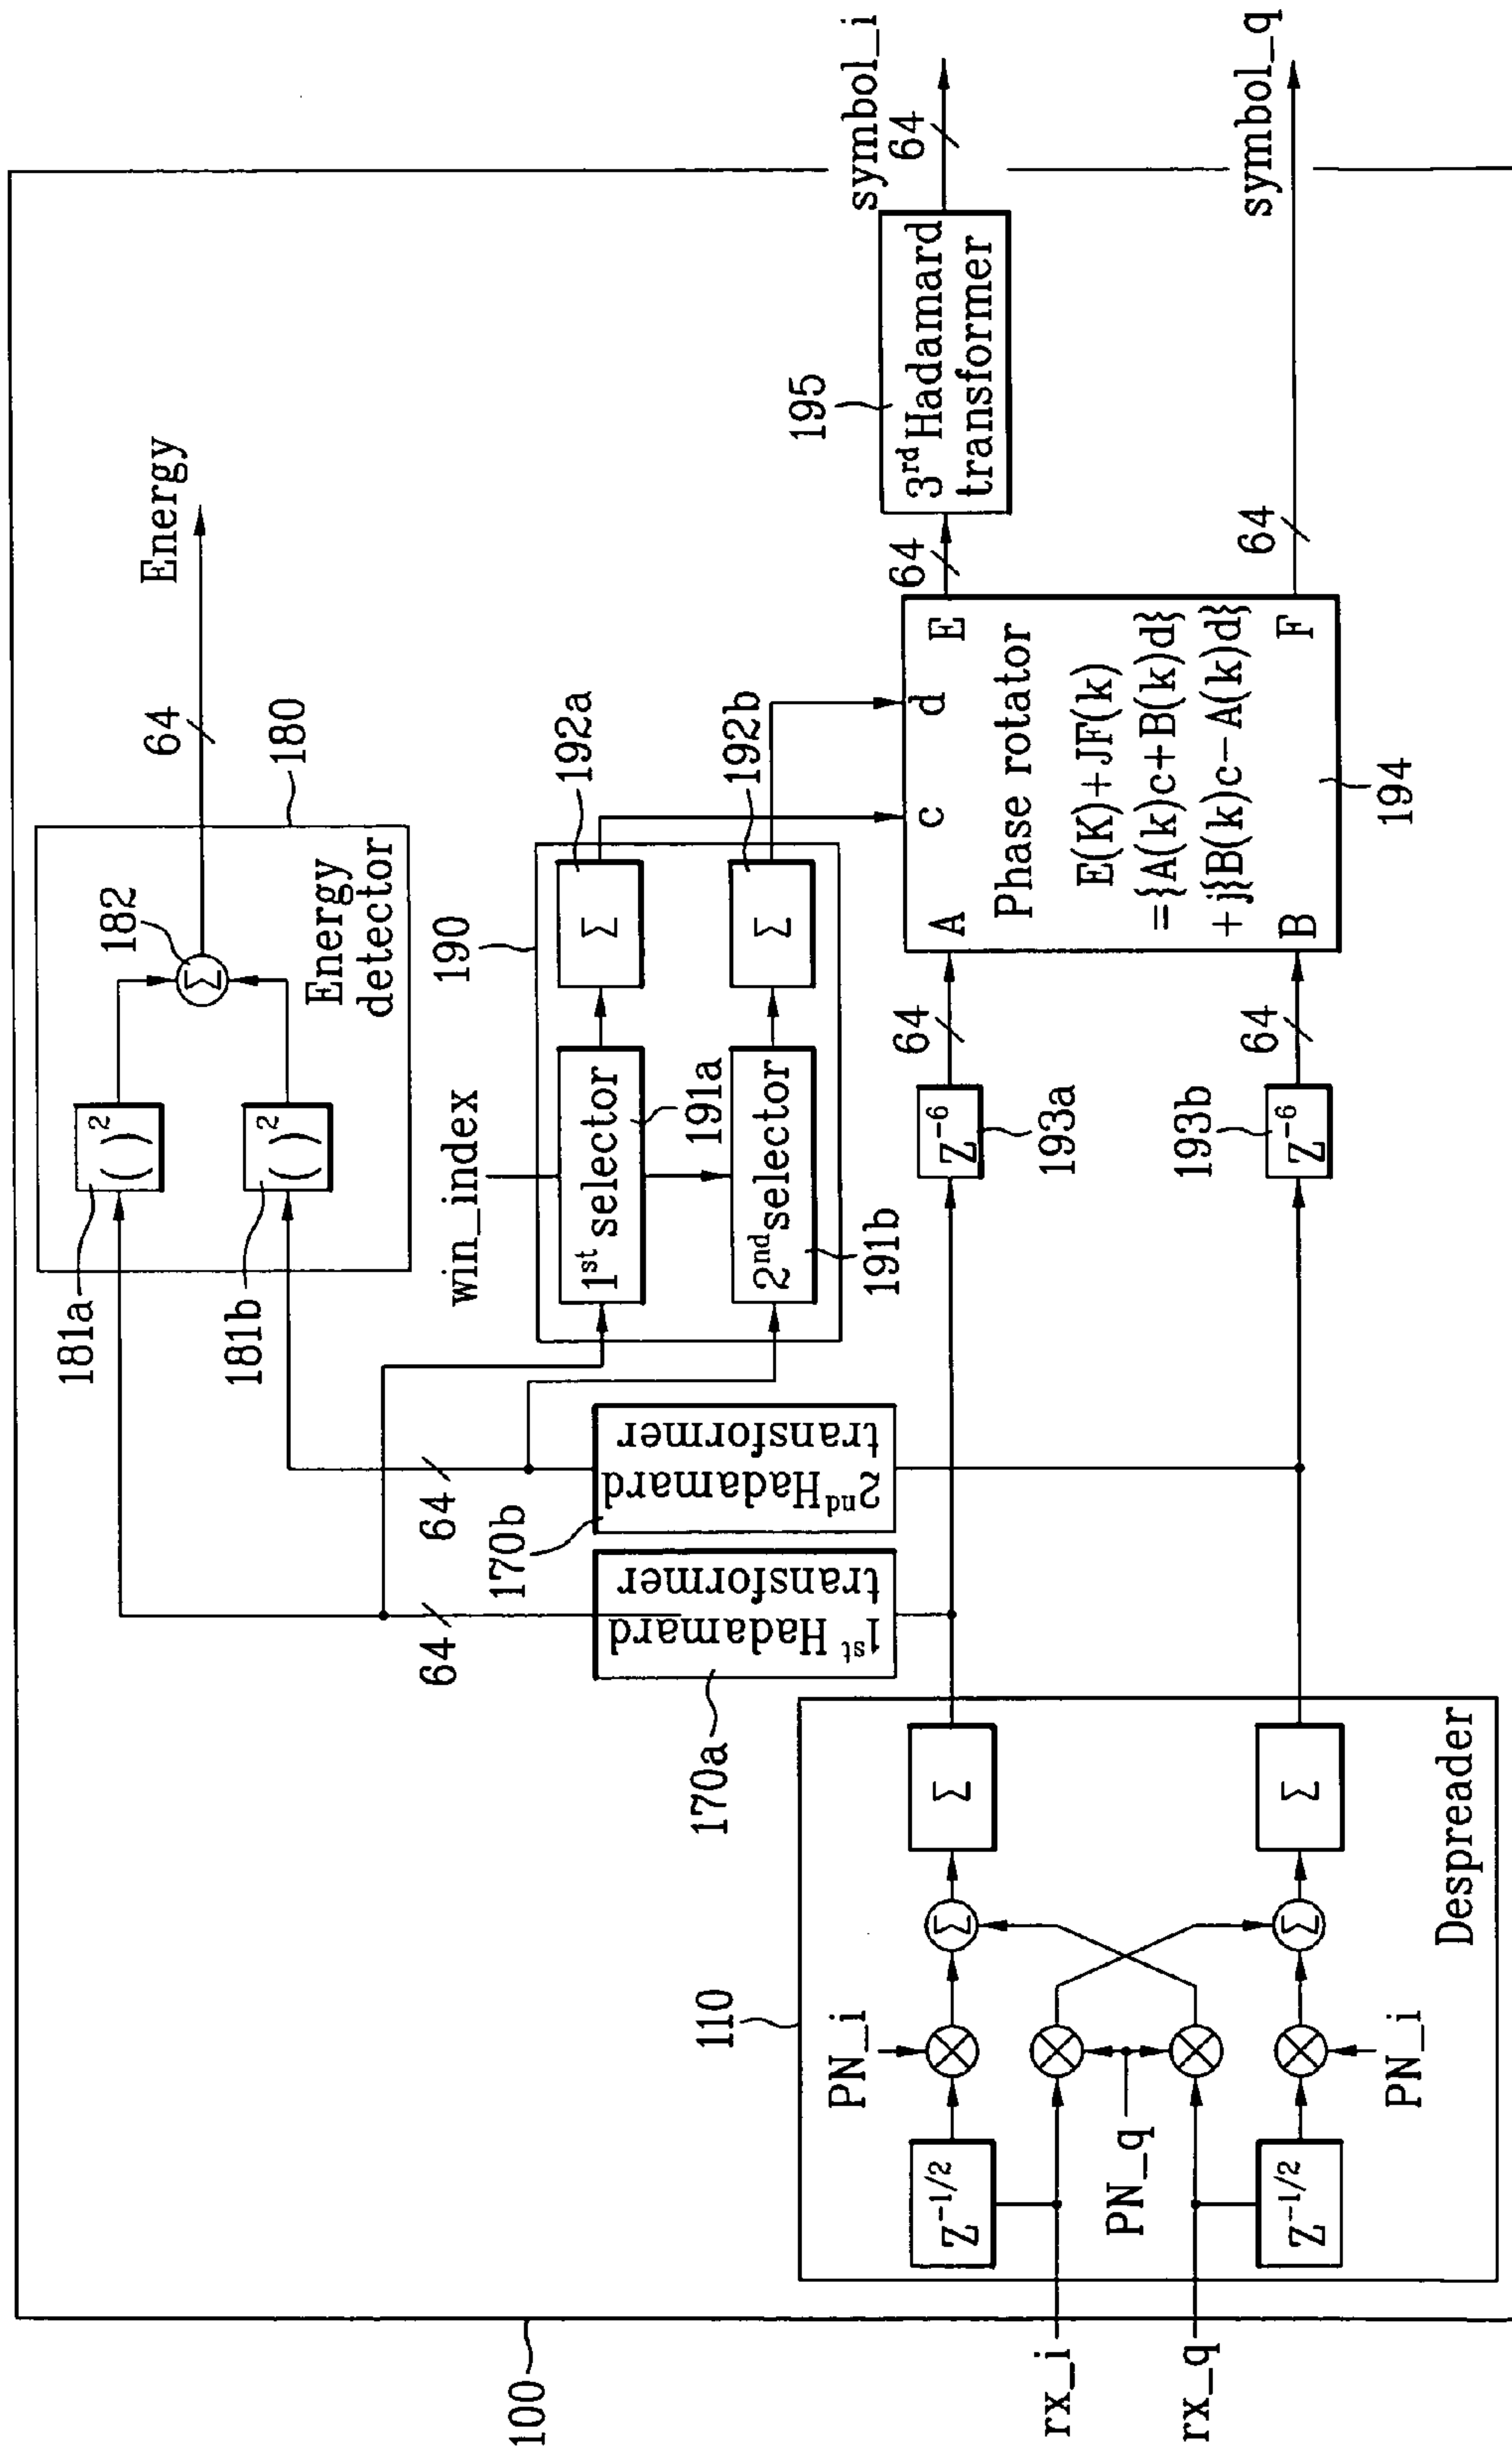 100
rx_i
rx_q
110
PN_i
PN_q
PN_i
Z-1/2
Z-1/2
Σ
Σ
Σ
Σ
Despreader
170a
1st Hadamard
transformer
170b
2nd Hadamard
transformer
64
64
181a
( )2
181b
( )2
182
Σ
Energy
detector
180
64
Energy
win_index
190
1st selector
191a
2nd selector
191b
Σ
192a
Σ
192b
Z-6
193a
Z-6
193b
64
64
A
B
c
d
E
F
Phase rotator
E(K)+JF(k)
={A(k)c+B(k)d}
+j{B(k)c-A(k)d}
194
64
64
195
3rd Hadamard
transformer
64
symbol_i
symbol_q